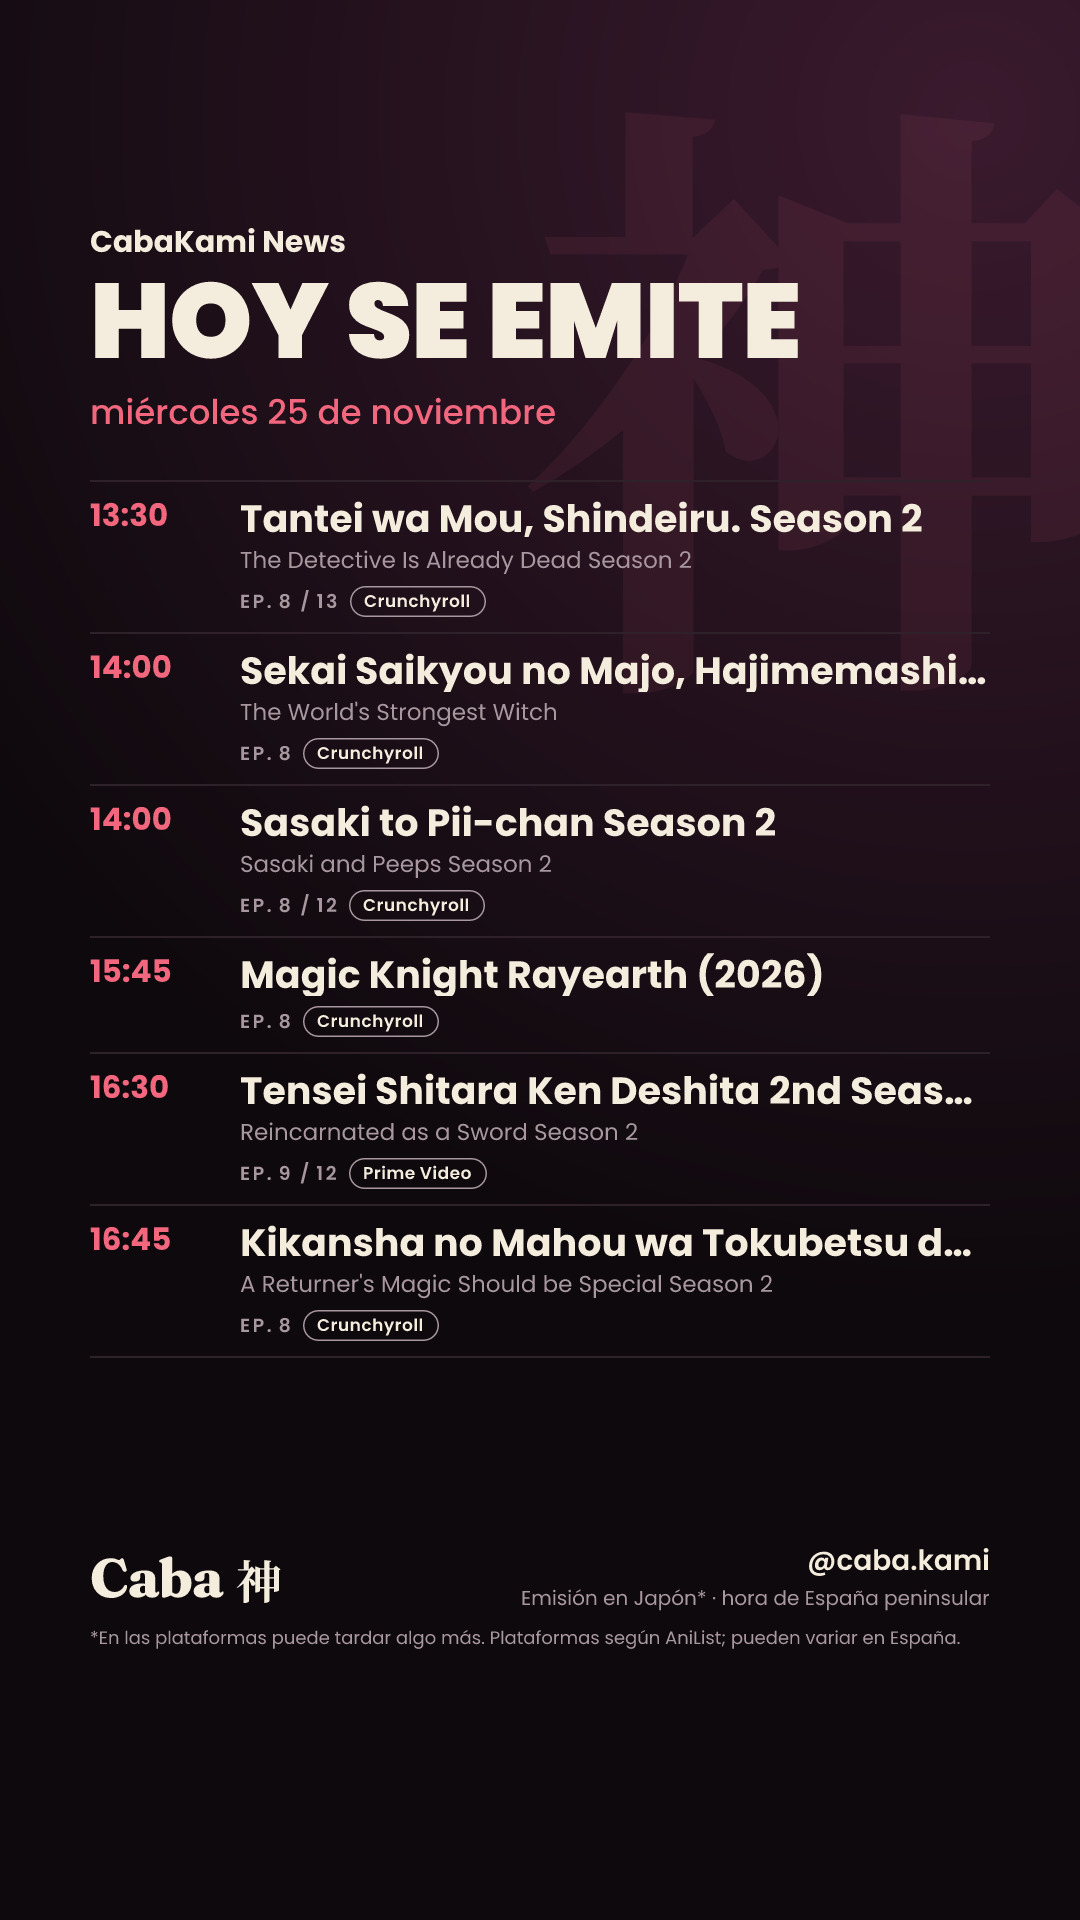 神
CabaKami News
HOY SE EMITE
miércoles 25 de noviembre
13:30
Tantei wa Mou, Shindeiru. Season 2
The Detective Is Already Dead Season 2
EP. 8 / 13 Crunchyroll
14:00
Sekai Saikyou no Majo, Hajimemashi...
The World's Strongest Witch
EP. 8 Crunchyroll
14:00
Sasaki to Pii-chan Season 2
Sasaki and Peeps Season 2
EP. 8 / 12 Crunchyroll
15:45
Magic Knight Rayearth (2026)
EP. 8 Crunchyroll
16:30
Tensei Shitara Ken Deshita 2nd Seas...
Reincarnated as a Sword Season 2
EP. 9 / 12 Prime Video
16:45
Kikansha no Mahou wa Tokubetsu d...
A Returner's Magic Should be Special Season 2
EP. 8 Crunchyroll
Caba 神
@caba.kami
Emisión en Japón* · hora de España peninsular
*En las plataformas puede tardar algo más. Plataformas según AniList; pueden variar en España.